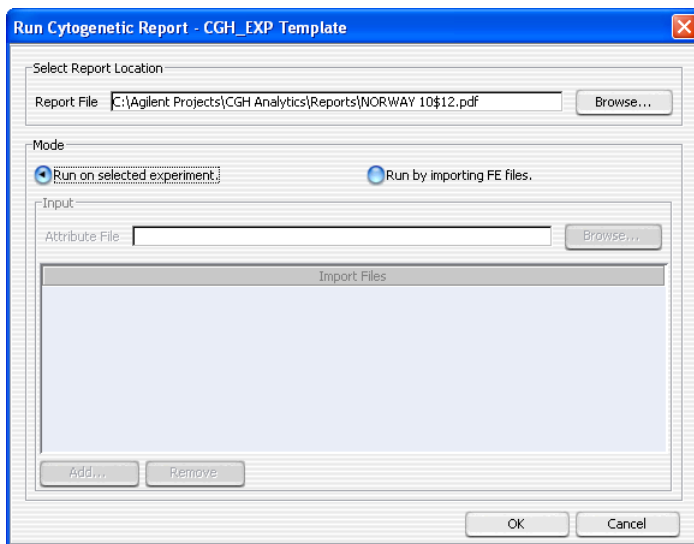 Run Cytogenetic Report - CGH_EXP Template
Select Report Location
Report File C:\Agilent Projects\CGH Analytics\Reports\NORWAY 10$12.pdf Browse...
Mode
Run on selected experiment. Run by importing FE files.
Input
Attribute File Browse...
Import Files
Add... Remove
OK Cancel